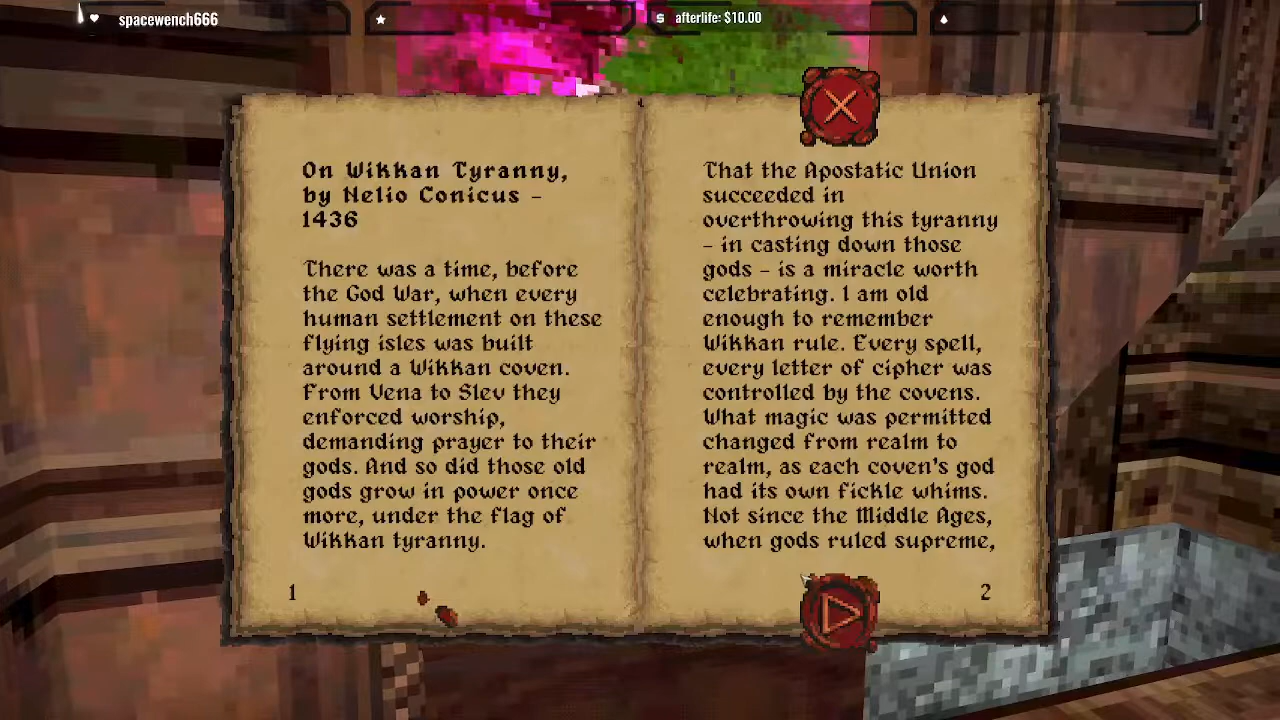 spacewench666
afterlife: $10.00
On Wikkan Tyranny,
by Nelio Conicus -
1436
There was a time, before
the God War, when every
human settlement on these
flying isles was built
around a Wikkan coven.
From Vena to Slev they
enforced worship,
demanding prayer to their
gods. And so did those old
gods grow in power once
more, under the flag of
Wikkan tyranny.
1
That the Apostatic Union
succeeded in
overthrowing this tyranny
- in casting down those
gods - is a miracle worth
celebrating. I am old
enough to remember
Wikkan rule. Every spell,
every letter of cipher was
controlled by the covens.
What magic was permitted
changed from realm to
realm, as each coven's god
had its own fickle whims.
Not since the Middle Ages,
when gods ruled supreme,
2